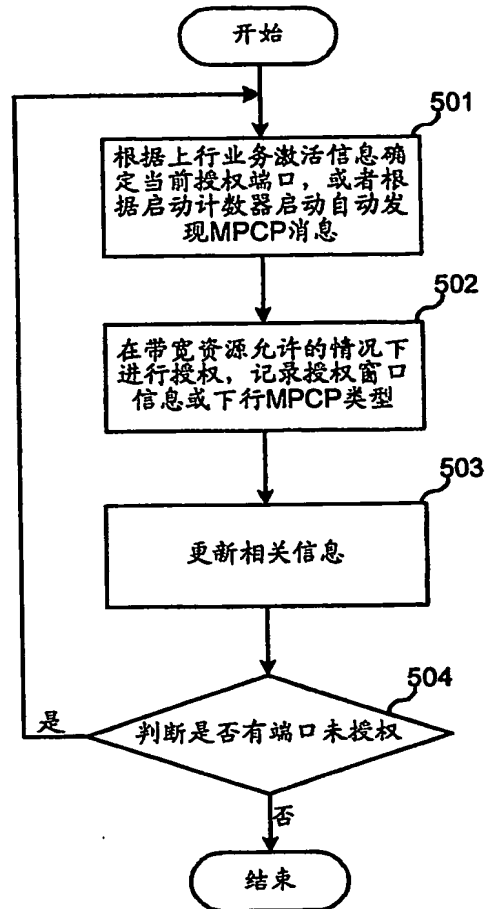 开始
501
根据上行业务激活信息确
定当前授权端口，或者根
据启动计数器启动自动发
现MPCP消息
502
在带宽资源允许的情况下
进行授权，记录授权窗口
信息或下行MPCP类型
503
更新相关信息
504
判断是否有端口未授权
是
否
结束